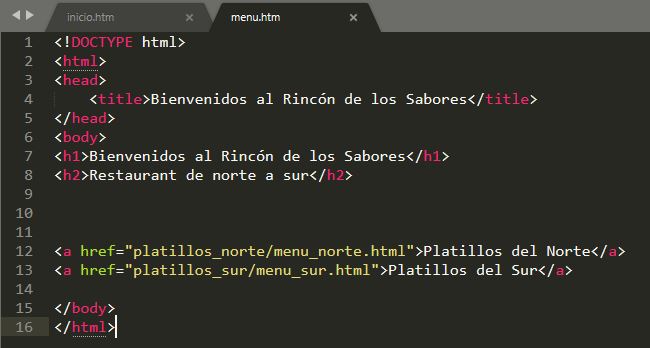 inicio.htm × menu.htm ×
1 <!DOCTYPE html>
2 <html>
3 <head>
4     <title>Bienvenidos al Rincón de los Sabores</title>
5 </head>
6 <body>
7 <h1>Bienvenidos al Rincón de los Sabores</h1>
8 <h2>Restaurant de norte a sur</h2>
9
10
11
12 <a href="platillos_norte/menu_norte.html">Platillos del Norte</a>
13 <a href="platillos_sur/menu_sur.html">Platillos del Sur</a>
14
15 </body>
16 </html>